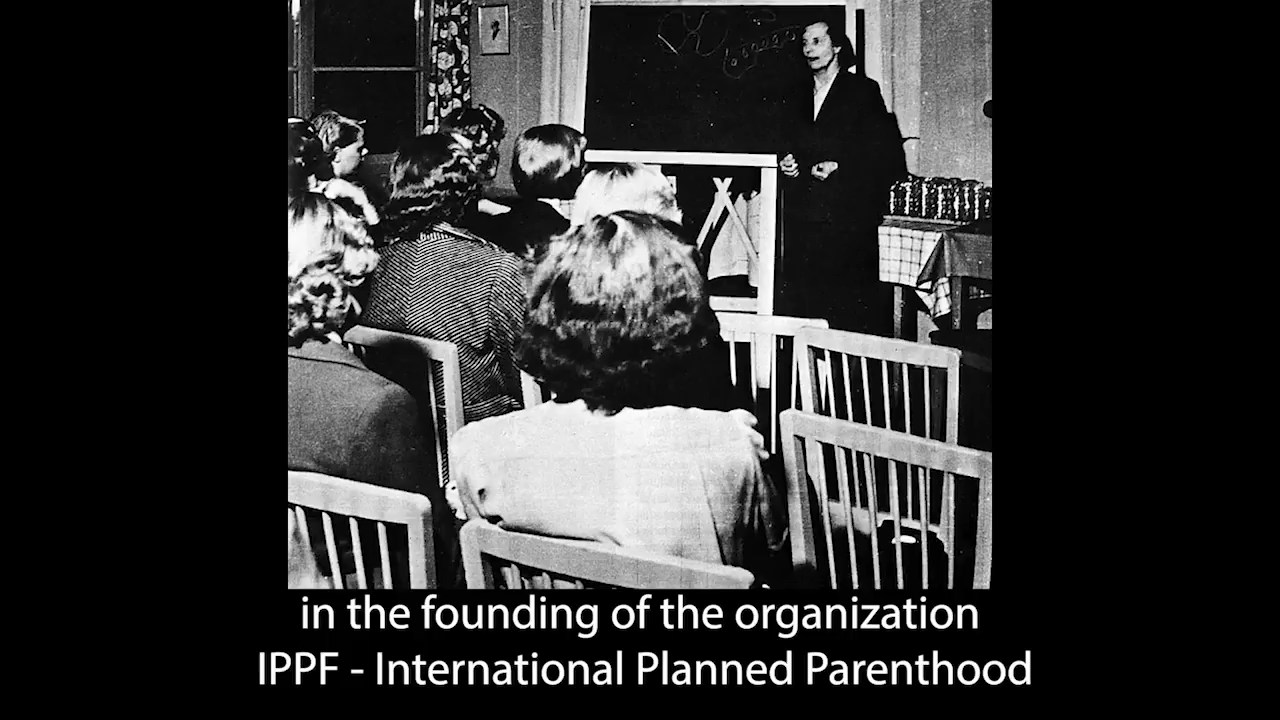 in the founding of the organization
IPPF - International Planned Parenthood